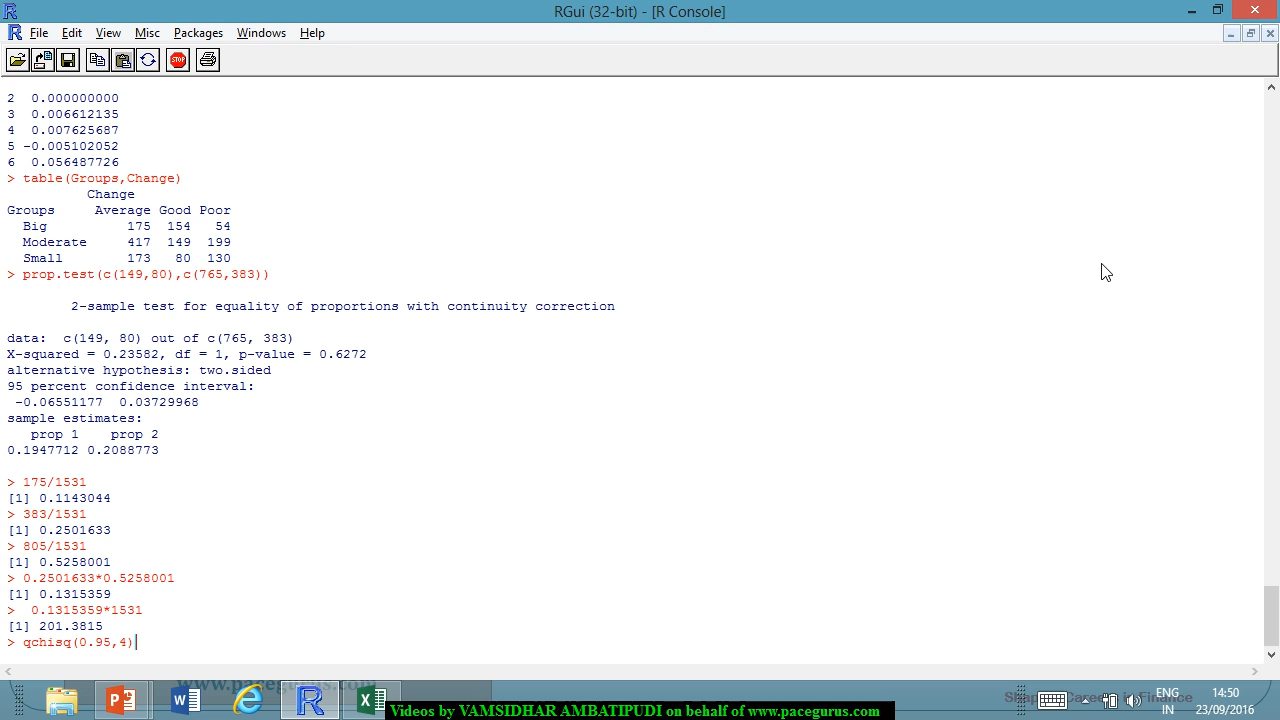 RGui (32-bit) - [R Console]
File Edit View Misc Packages Windows Help
STOP
2  0.000000000
3  0.006612135
4  0.007625687
5 -0.005102052
6  0.056487726
> table(Groups,Change)
          Change
Groups     Average Good Poor
  Big          175  154   54
  Moderate     417  149  199
  Small        173   80  130
> prop.test(c(149,80),c(765,383))
        2-sample test for equality of proportions with continuity correction
data:  c(149, 80) out of c(765, 383)
X-squared = 0.23582, df = 1, p-value = 0.6272
alternative hypothesis: two.sided
95 percent confidence interval:
 -0.06551177  0.03729968
sample estimates:
   prop 1    prop 2
0.1947712 0.2088773
> 175/1531
[1] 0.1143044
> 383/1531
[1] 0.2501633
> 805/1531
[1] 0.5258001
> 0.2501633*0.5258001
[1] 0.1315359
>  0.1315359*1531
[1] 201.3815
> qchisq(0.95,4)
www.pacegurus.com
in Finance
ENG
IN
14:50
23/09/2016
Videos by VAMSIDHAR AMBATIPUDI on behalf of www.pacegurus.com